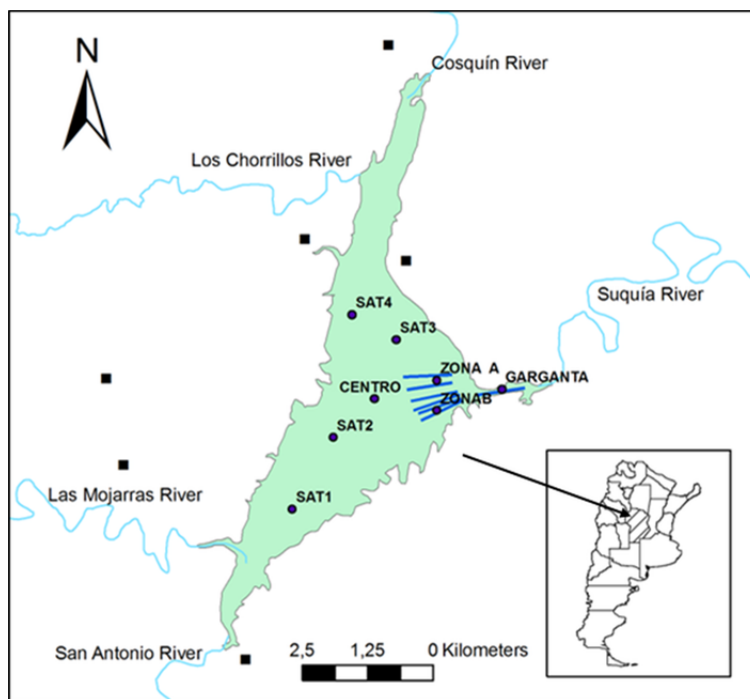 N
Cosquín River
Los Chorrillos River
Suquía River
SAT4
SAT3
ZONA A
GARGANTA
CENTRO
ZONAB
SAT2
Las Mojarras River
SAT1
San Antonio River
2,5 1,25 0 Kilometers